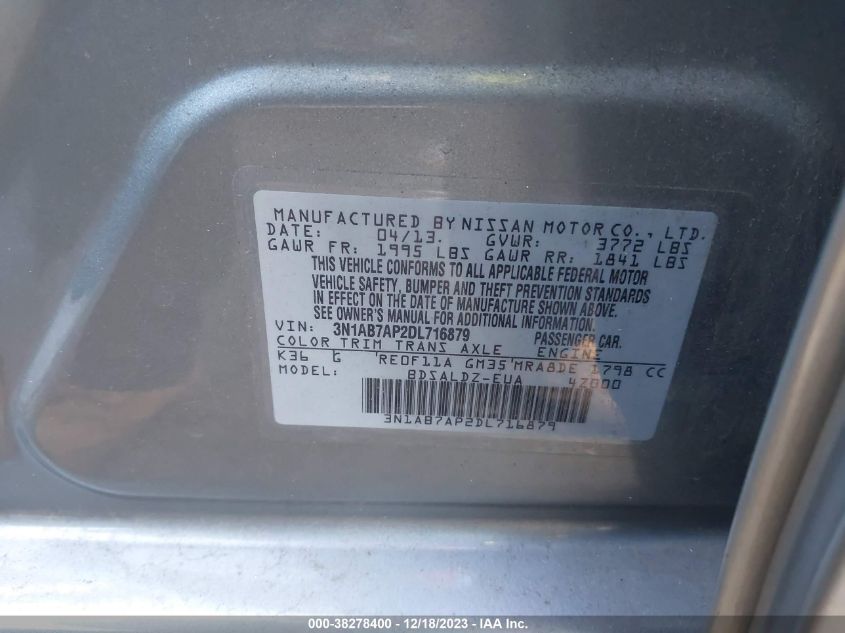 MANUFACTURED BY NISSAN MOTOR CO., LTD.
DATE: 04/13. GVWR: 3772 LBS
GAWR FR: 1995 LBS GAWR RR: 1841 LBS
THIS VEHICLE CONFORMS TO ALL APPLICABLE FEDERAL MOTOR
VEHICLE SAFETY, BUMPER AND THEFT PREVENTION STANDARDS
IN EFFECT ON THE DATE OF MANUFACTURE SHOWN ABOVE.
SEE OWNER'S MANUAL FOR ADDITIONAL INFORMATION.
VIN: 3N1AB7AP2DL716879 PASSENGER CAR.
COLOR TRIM TRANS AXLE ENGINE
K36 G 'RE0F11A GM35'MRA8DE 1798 CC
MODEL: BDSALDZ-EUA 4Z000
3N1AB7AP2DL716879
000-38278400 - 12/18/2023 - IAA Inc.